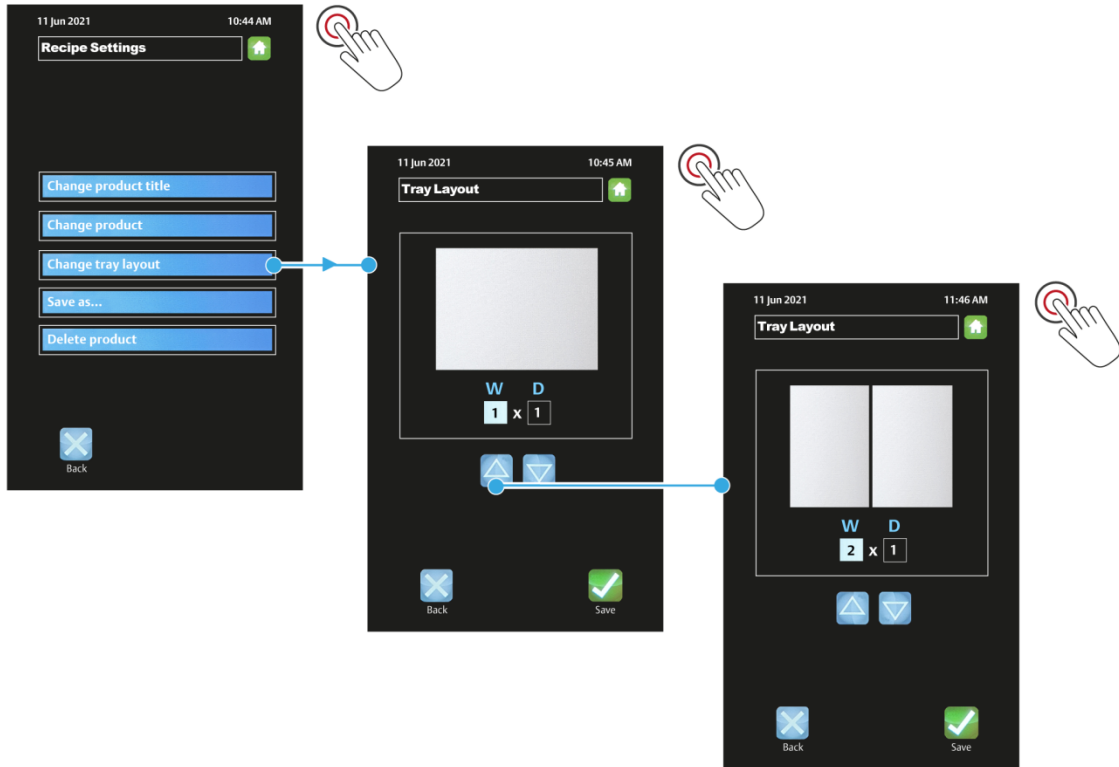 11 Jun 2021 10:44 AM
Recipe Settings
Change product title
Change product
Change tray layout
Save as...
Delete product
Back
11 Jun 2021 10:45 AM
Tray Layout
W D
1 x 1
Back Save
11 Jun 2021 11:46 AM
Tray Layout
W D
2 x 1
Back Save